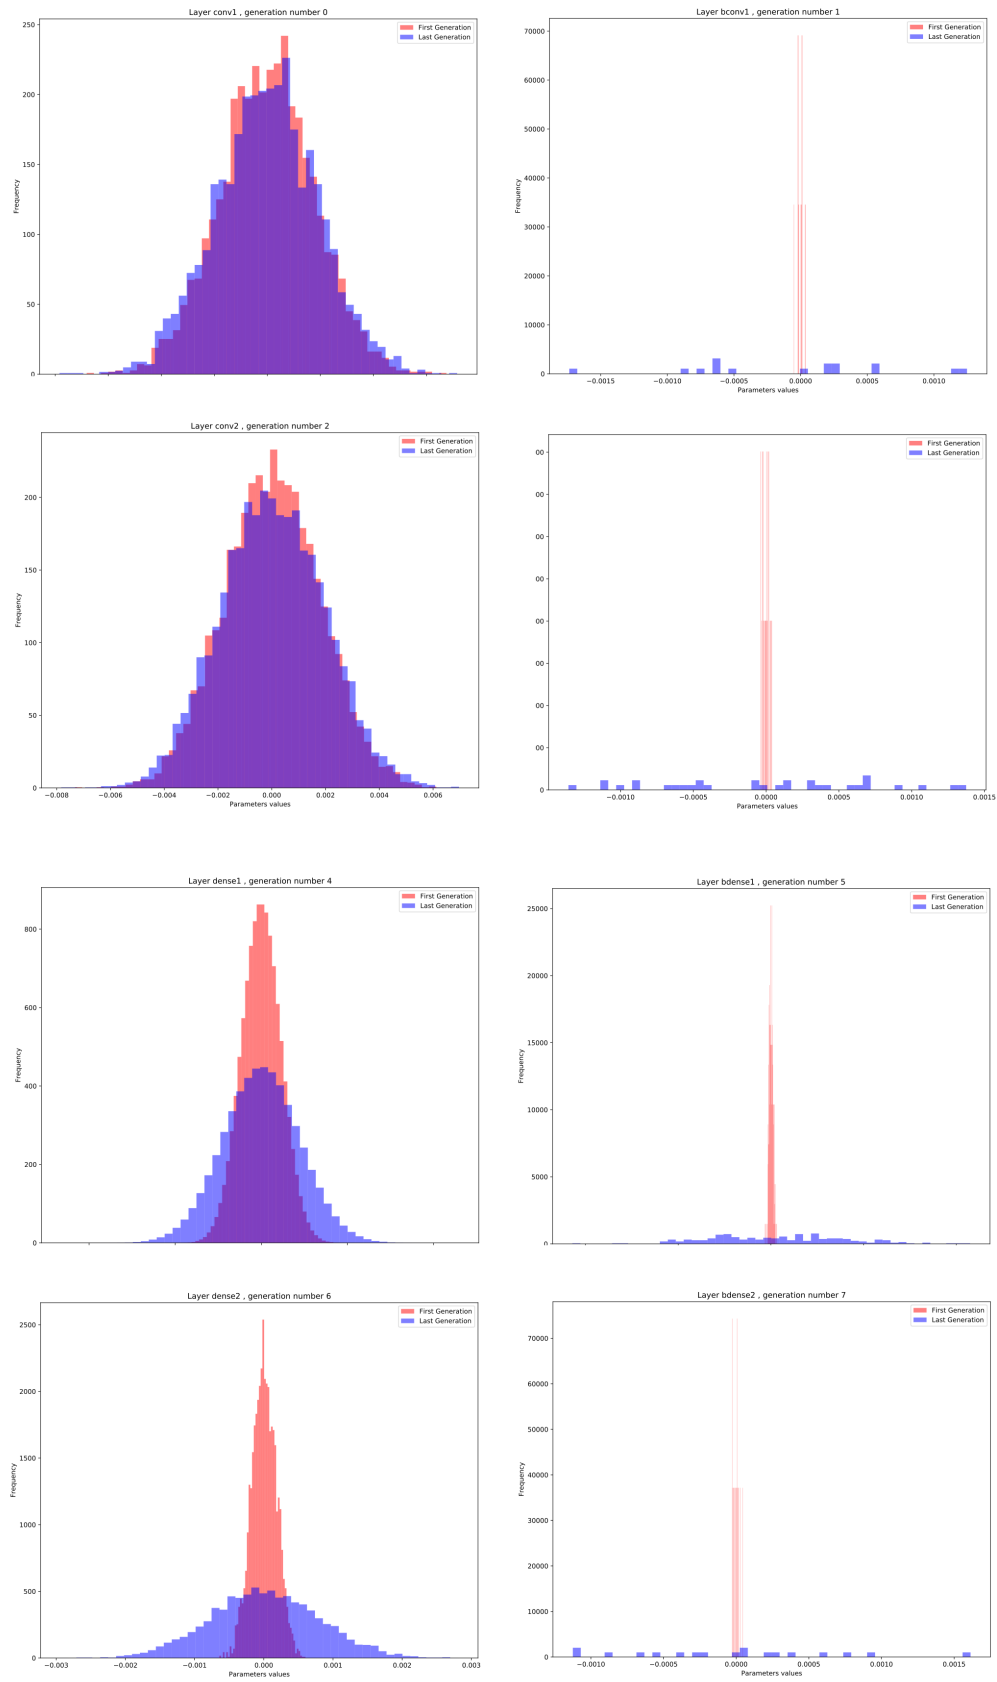 Layer conv1 , generation number 0
First Generation
Last Generation
250
200
150
100
50
0
Frequency
Layer bconv1 , generation number 1
First Generation
Last Generation
70000
60000
50000
40000
30000
20000
10000
0
Frequency
−0.0015
−0.0010
−0.0005
0.0000
0.0005
0.0010
Parameters values
Layer conv2 , generation number 2
First Generation
Last Generation
200
150
100
50
0
Frequency
−0.008
−0.006
−0.004
−0.002
0.000
0.002
0.004
0.006
Parameters values
First Generation
Last Generation
00
00
00
00
00
00
00
00
0
−0.0010
−0.0005
0.0000
0.0005
0.0010
0.0015
Parameters values
Layer dense1 , generation number 4
First Generation
Last Generation
800
600
400
200
0
Frequency
Layer bdense1 , generation number 5
First Generation
Last Generation
25000
20000
15000
10000
5000
0
Frequency
Layer dense2 , generation number 6
First Generation
Last Generation
2500
2000
1500
1000
500
0
Frequency
−0.003
−0.002
−0.001
0.000
0.001
0.002
0.003
Parameters values
Layer bdense2 , generation number 7
First Generation
Last Generation
70000
60000
50000
40000
30000
20000
10000
0
Frequency
−0.0010
−0.0005
0.0000
0.0005
0.0010
0.0015
Parameters values